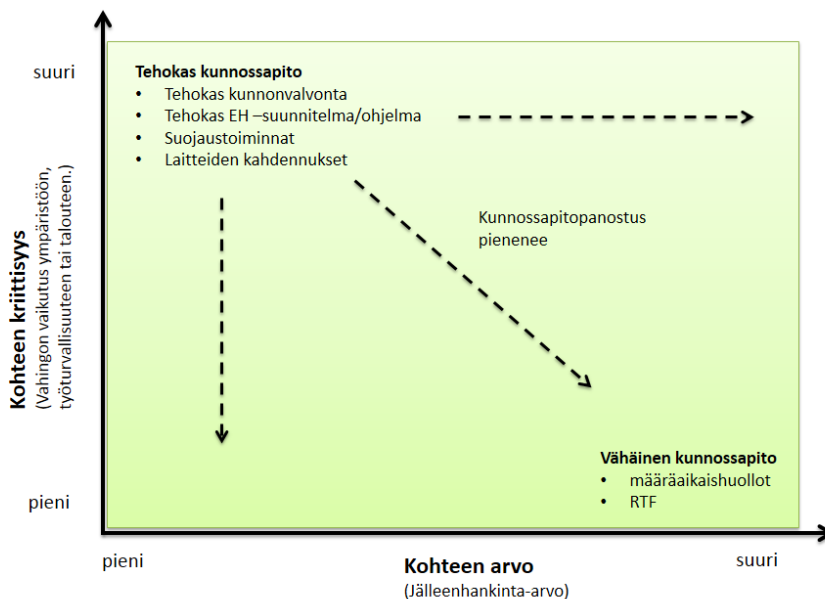 suuri
Tehokas kunnossapito
• Tehokas kunnonvalvonta
• Tehokas EH –suunnitelma/ohjelma
• Suojaustoiminnat
• Laitteiden kahdennukset
Kunnossapitopanostus
pienenee
Kohteen kriittisyys
(Vahingon vaikutus ympäristöön,
työturvallisuuteen tai talouteen.)
Vähäinen kunnossapito
• määräaikaishuollot
• RTF
pieni
pieni
Kohteen arvo
(Jälleenhankinta-arvo)
suuri